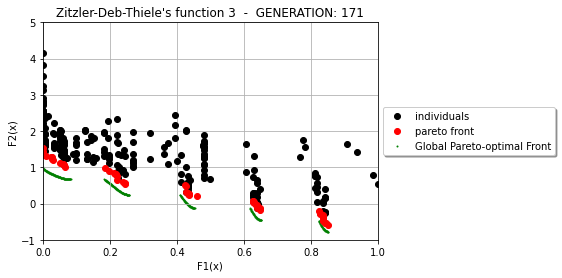 Zitzler-Deb-Thiele's function 3 - GENERATION: 171
5
4
3
2
1
0
−1
F2(x)
0.0 0.2 0.4 0.6 0.8 1.0
F1(x)
individuals
pareto front
Global Pareto-optimal Front